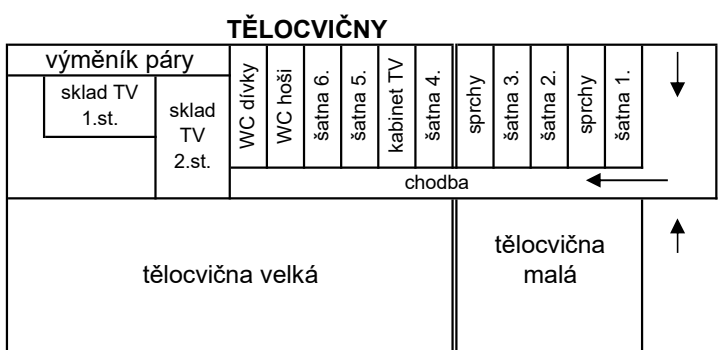 TĚLOCVIČNY
výměník páry
sklad TV
1.st.
sklad
TV
2.st.
WC dívky
WC hoši
šatna 6.
šatna 5.
kabinet TV
šatna 4.
sprchy
šatna 3.
šatna 2.
sprchy
šatna 1.
chodba
tělocvična velká
tělocvična
malá